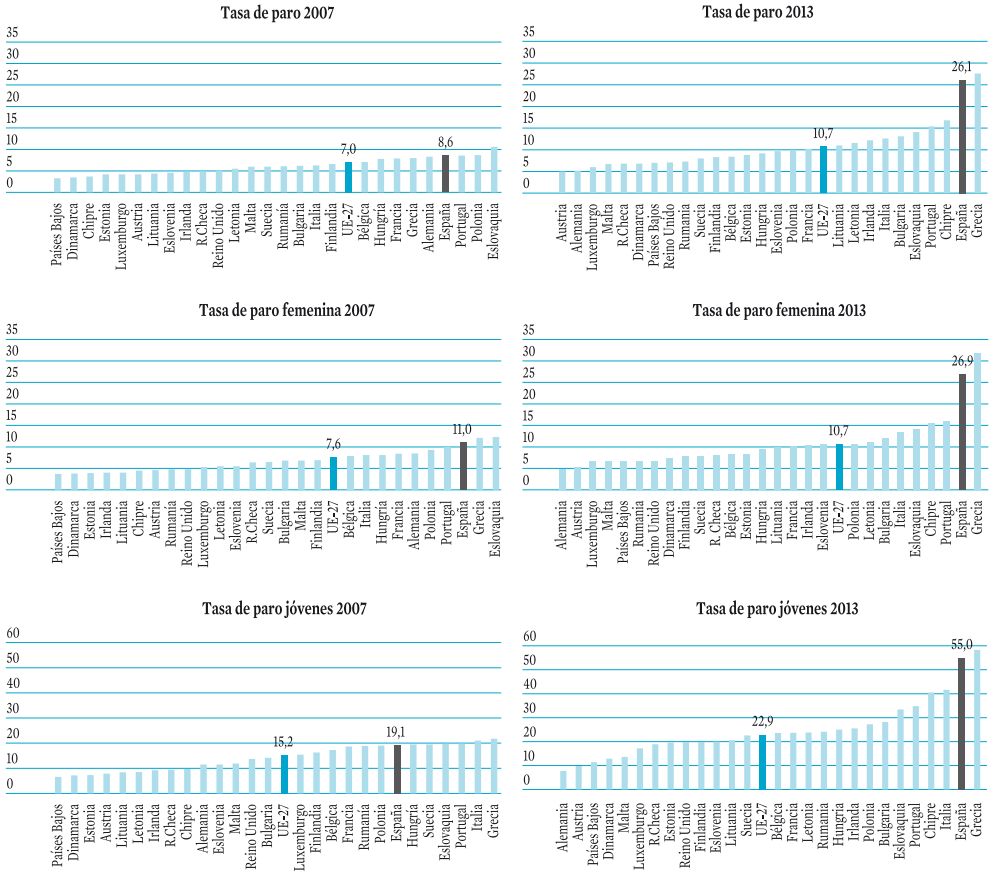 Tasa de paro 2007
35
30
25
20
15
10
5
0
7,0
8,6
Países Bajos
Dinamarca
Chipre
Estonia
Luxemburgo
Austria
Lituania
Eslovenia
Irlanda
R.Checa
Reino Unido
Letonia
Malta
Suecia
Rumania
Bulgaria
Italia
Finlandia
UE-27
Bélgica
Hungría
Francia
Grecia
Alemania
España
Portugal
Polonia
Eslovaquia
Tasa de paro 2013
35
30
25
20
15
10
5
0
10,7
26,1
Austria
Alemania
Luxemburgo
Malta
R.Checa
Dinamarca
Países Bajos
Reino Unido
Rumania
Suecia
Finlandia
Bélgica
Estonia
Hungría
Eslovenia
Polonia
Francia
UE-27
Lituania
Letonia
Irlanda
Italia
Bulgaria
Eslovaquia
Portugal
Chipre
España
Grecia
Tasa de paro femenina 2007
35
30
25
20
15
10
5
0
7,6
11,0
Países Bajos
Dinamarca
Estonia
Irlanda
Lituania
Chipre
Austria
Rumania
Reino Unido
Luxemburgo
Letonia
Eslovenia
R.Checa
Suecia
Bulgaria
Malta
Finlandia
UE-27
Bélgica
Italia
Hungría
Francia
Alemania
Polonia
Portugal
España
Grecia
Eslovaquia
Tasa de paro femenina 2013
35
30
25
20
15
10
5
0
10,7
26,9
Alemania
Austria
Luxemburgo
Malta
Países Bajos
Rumania
Reino Unido
Dinamarca
Finlandia
Suecia
R. Checa
Bélgica
Estonia
Hungría
Lituania
Francia
Irlanda
Eslovenia
UE-27
Polonia
Letonia
Bulgaria
Italia
Eslovaquia
Chipre
Portugal
España
Grecia
Tasa de paro jóvenes 2007
60
50
40
30
20
10
0
15,2
19,1
Países Bajos
Dinamarca
Estonia
Austria
Lituania
Letonia
Irlanda
R.Checa
Chipre
Alemania
Eslovenia
Malta
Reino Unido
Bulgaria
UE-27
Luxemburgo
Finlandia
Bélgica
Francia
Rumania
Polonia
España
Hungría
Suecia
Eslovaquia
Portugal
Italia
Grecia
Tasa de paro jóvenes 2013
60
50
40
30
20
10
0
22,9
55,0
Alemania
Austria
Países Bajos
Dinamarca
Malta
Luxemburgo
R.Checa
Estonia
Reino Unido
Finlandia
Eslovenia
Lituania
Suecia
UE-27
Bélgica
Francia
Letonia
Rumania
Hungría
Irlanda
Polonia
Bulgaria
Eslovaquia
Portugal
Chipre
Italia
España
Grecia